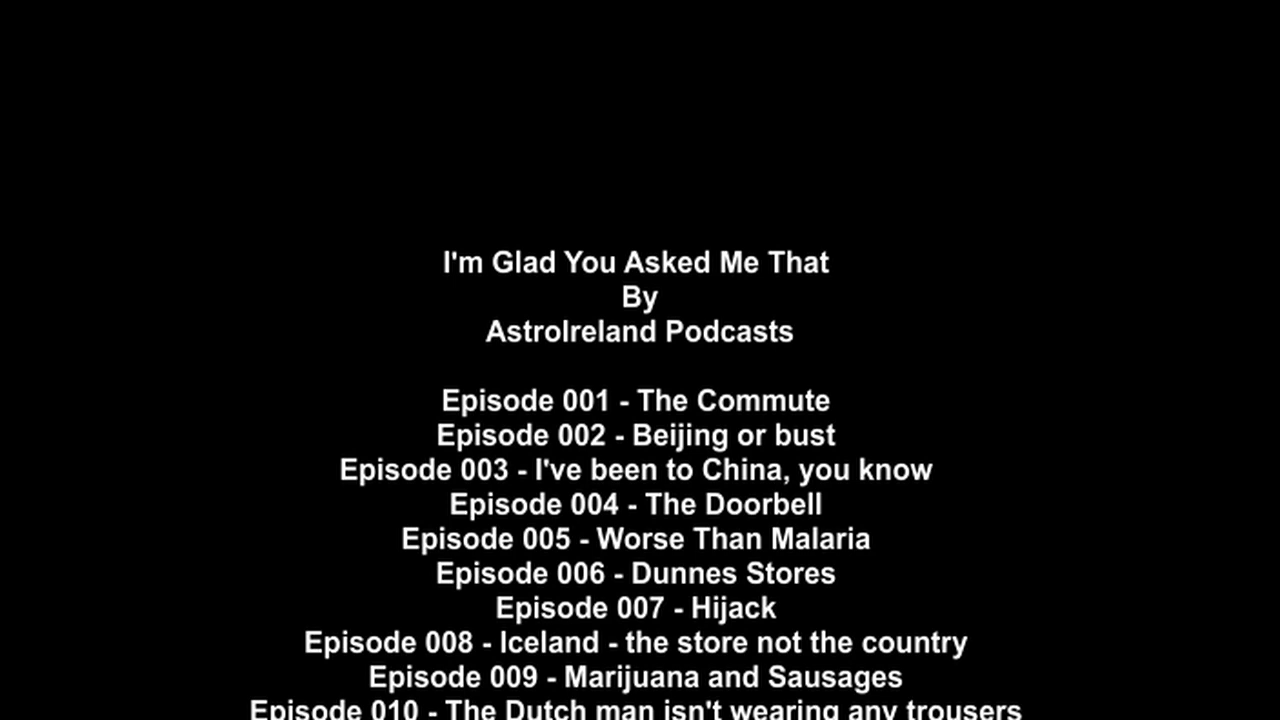 I'm Glad You Asked Me That
By
AstroIreland Podcasts
Episode 001 - The Commute
Episode 002 - Beijing or bust
Episode 003 - I've been to China, you know
Episode 004 - The Doorbell
Episode 005 - Worse Than Malaria
Episode 006 - Dunnes Stores
Episode 007 - Hijack
Episode 008 - Iceland - the store not the country
Episode 009 - Marijuana and Sausages
Episode 010 - The Dutch man isn't wearing any trousers